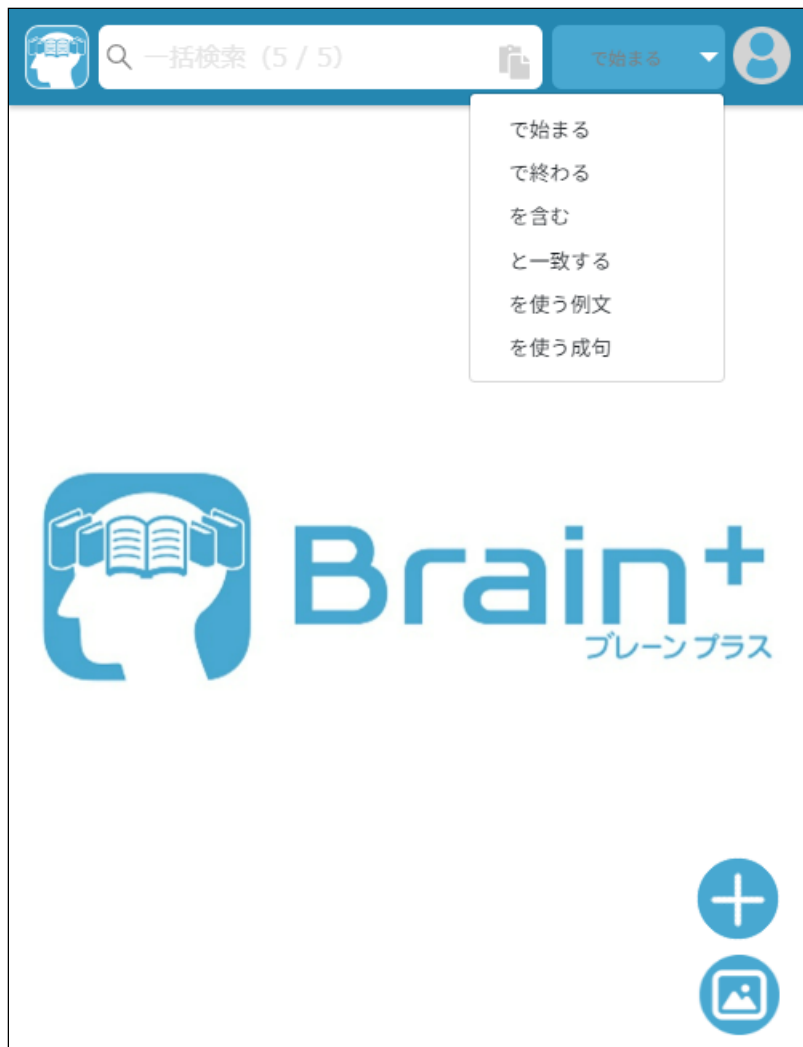 一括検索（5 / 5）
で始まる
で始まる
で終わる
を含む
と一致する
を使う例文
を使う成句
Brain+
ブレーン プラス